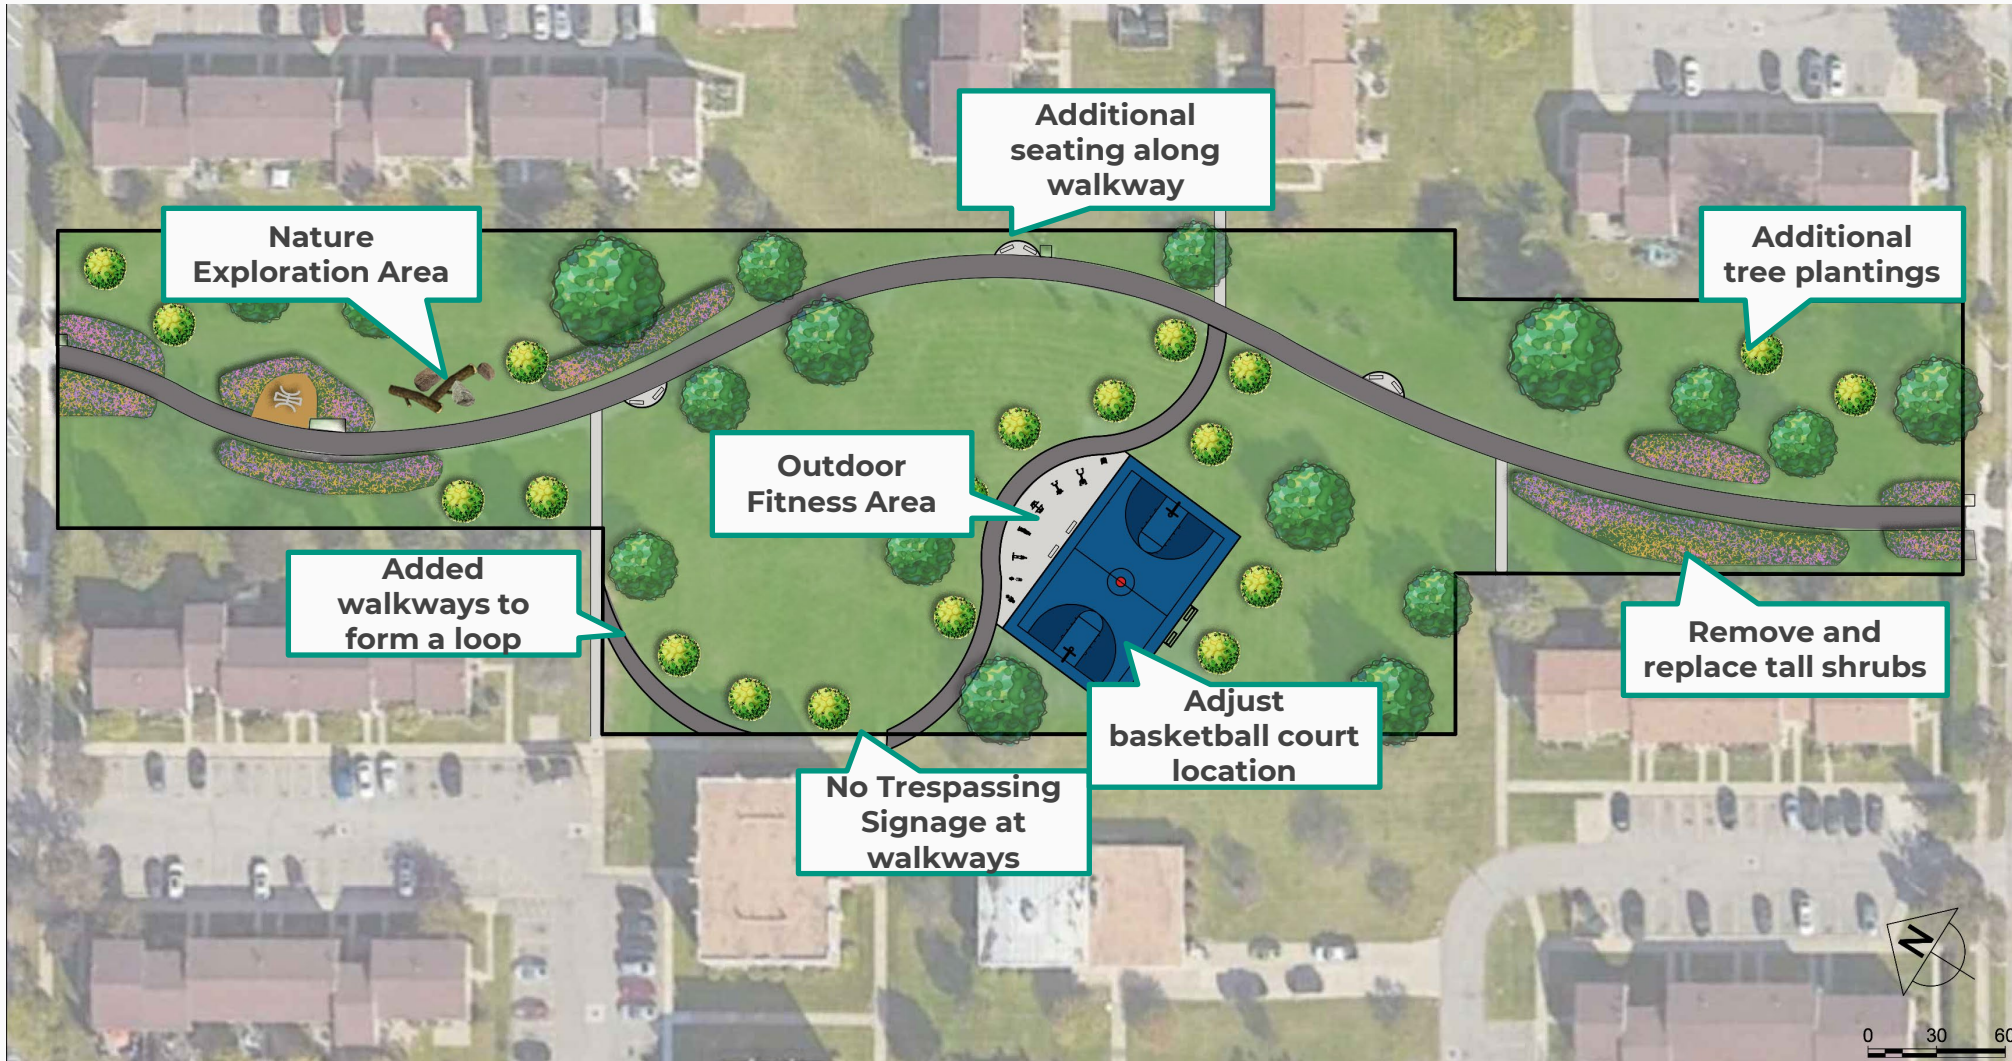 Additional
seating along
walkway
Nature
Exploration Area
Additional
tree plantings
Outdoor
Fitness Area
Added
walkways to
form a loop
Remove and
replace tall shrubs
Adjust
basketball court
location
No Trespassing
Signage at
walkways
N
0 30 60